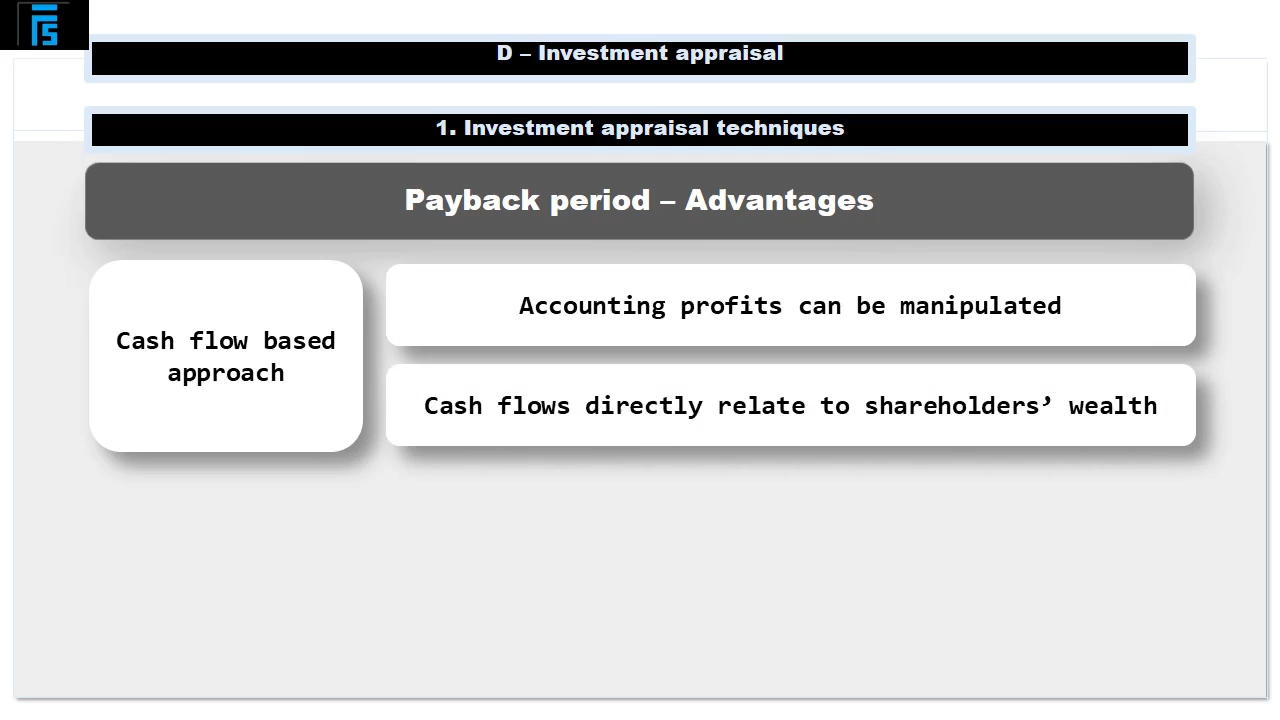 D – Investment appraisal
1. Investment appraisal techniques
Payback period – Advantages
Cash flow based
approach
Accounting profits can be manipulated
Cash flows directly relate to shareholders’ wealth